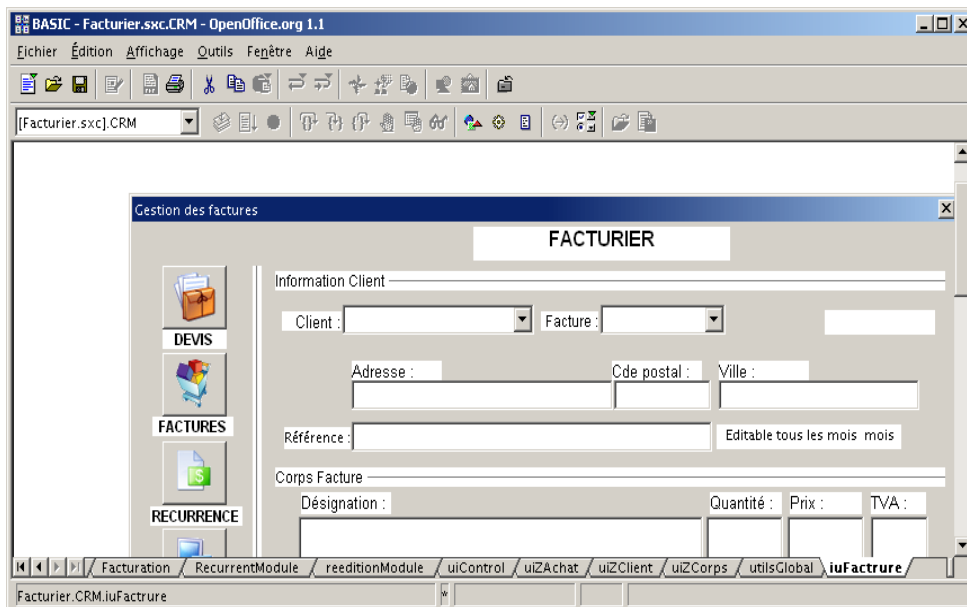 BASIC - Facturier.sxc.CRM - OpenOffice.org 1.1
Fichier Édition Affichage Outils Fenêtre Aide
[Facturier.sxc].CRM
Gestion des factures
FACTURIER
Information Client
Client : Facture :
DEVIS
Adresse : Cde postal : Ville :
FACTURES
Référence : Editable tous les mois mois
Corps Facture
Désignation : Quantité : Prix : TVA :
RECURRENCE
Facturation RecurrentModule reeditionModule uiControl uiZAchat uiZClient uiZCorps utilsGlobal iuFactrure
Factrurier.CRM.iuFactrure *